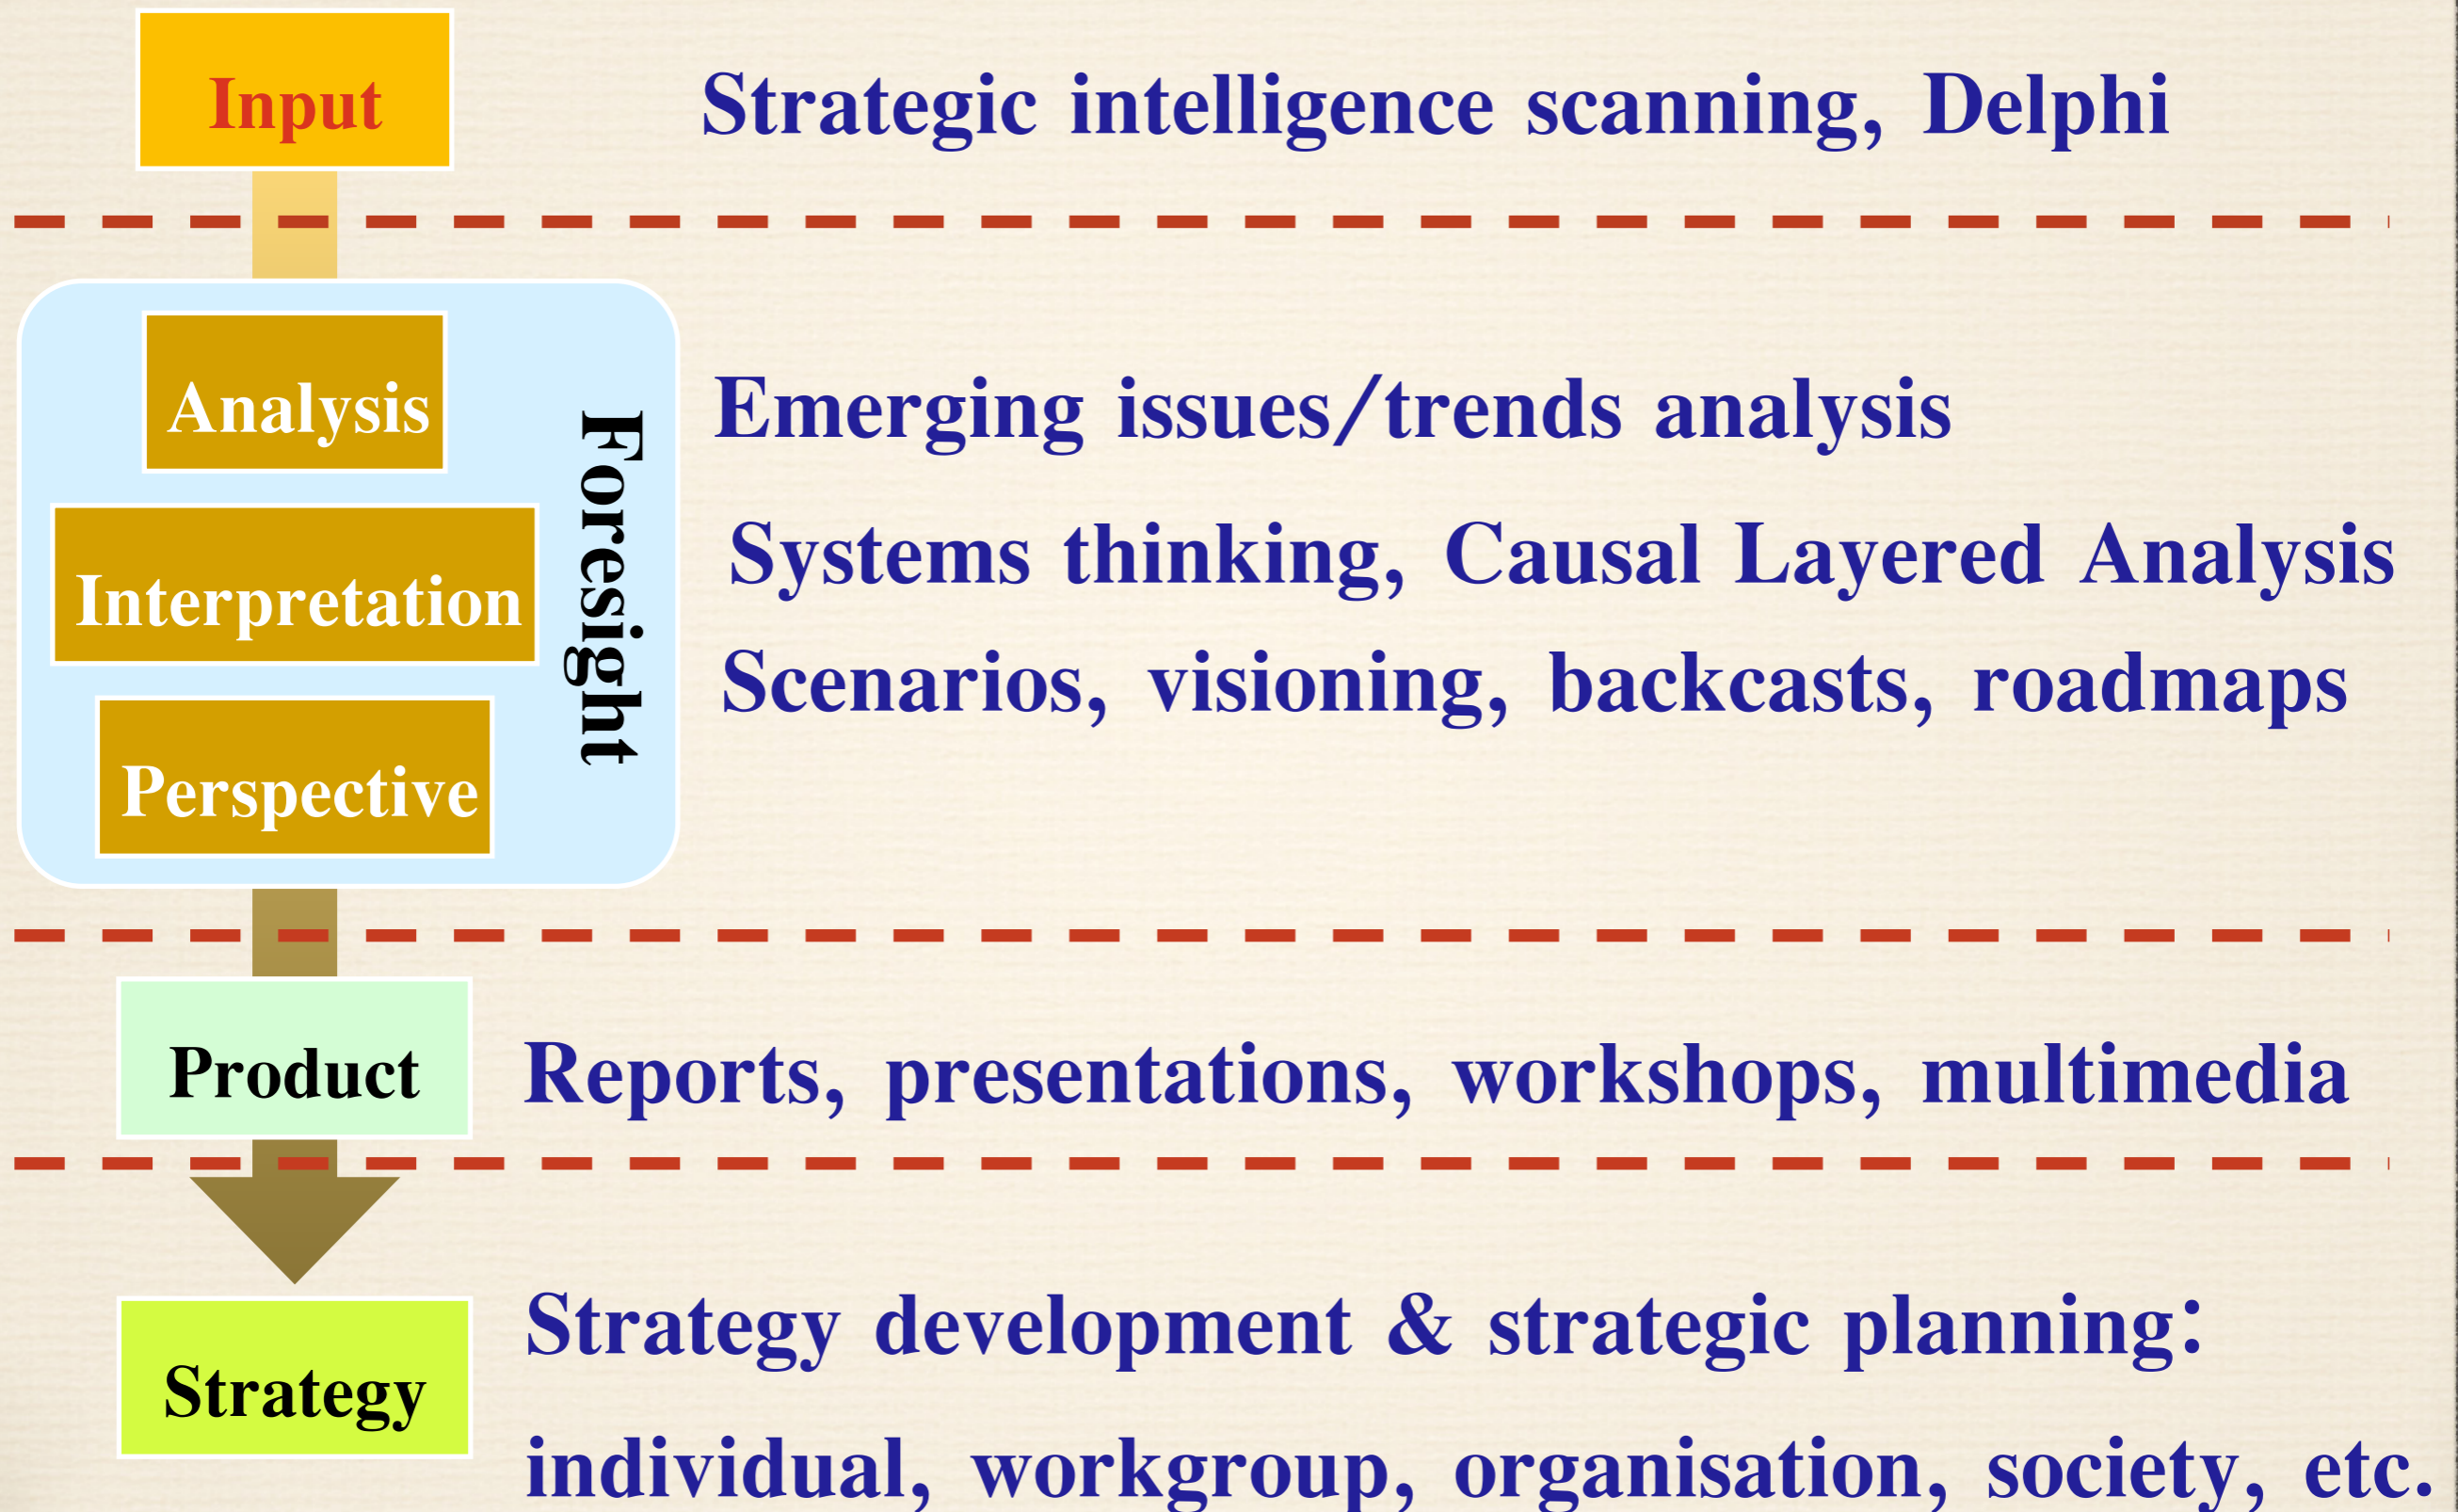 Input
Strategic intelligence scanning, Delphi
Foresight
Analysis
Emerging issues/trends analysis
Interpretation
Systems thinking, Causal Layered Analysis
Perspective
Scenarios, visioning, backcasts, roadmaps
Product
Reports, presentations, workshops, multimedia
Strategy
Strategy development & strategic planning:
individual, workgroup, organisation, society, etc.